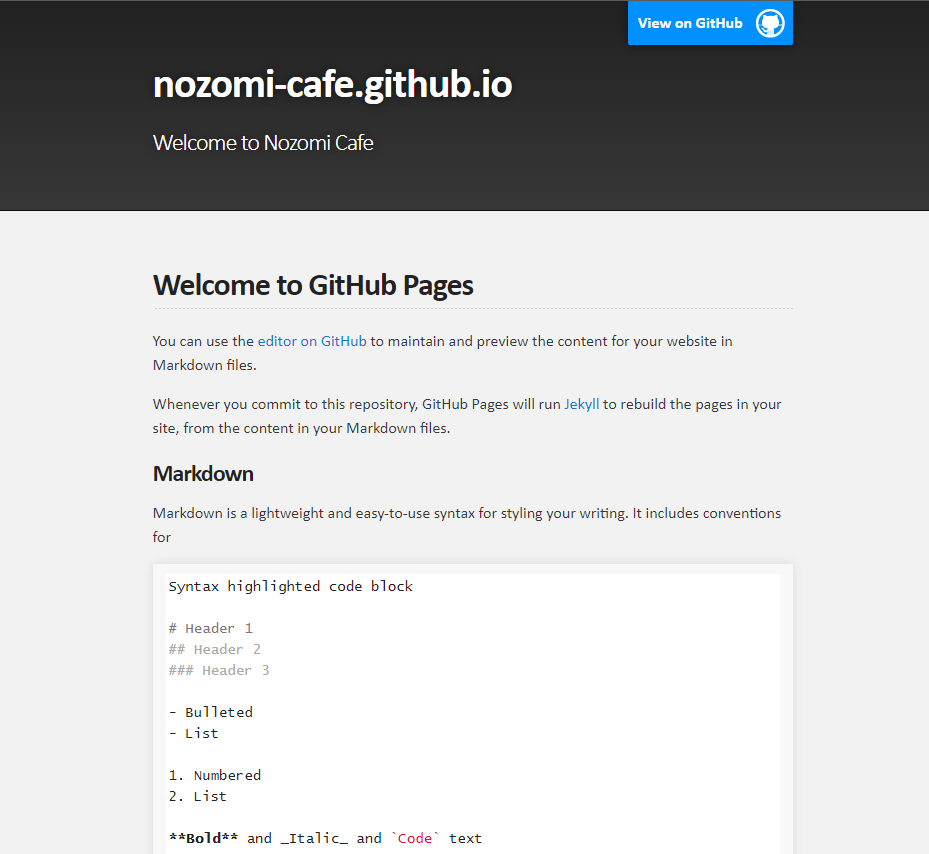 View on GitHub
nozomi-cafe.github.io
Welcome to Nozomi Cafe
Welcome to GitHub Pages
You can use the editor on GitHub to maintain and preview the content for your website in
Markdown files.
Whenever you commit to this repository, GitHub Pages will run Jekyll to rebuild the pages in your
site, from the content in your Markdown files.
Markdown
Markdown is a lightweight and easy-to-use syntax for styling your writing. It includes conventions
for
Syntax highlighted code block
# Header 1
## Header 2
### Header 3
- Bulleted
- List
1. Numbered
2. List
**Bold** and _Italic_ and `Code` text